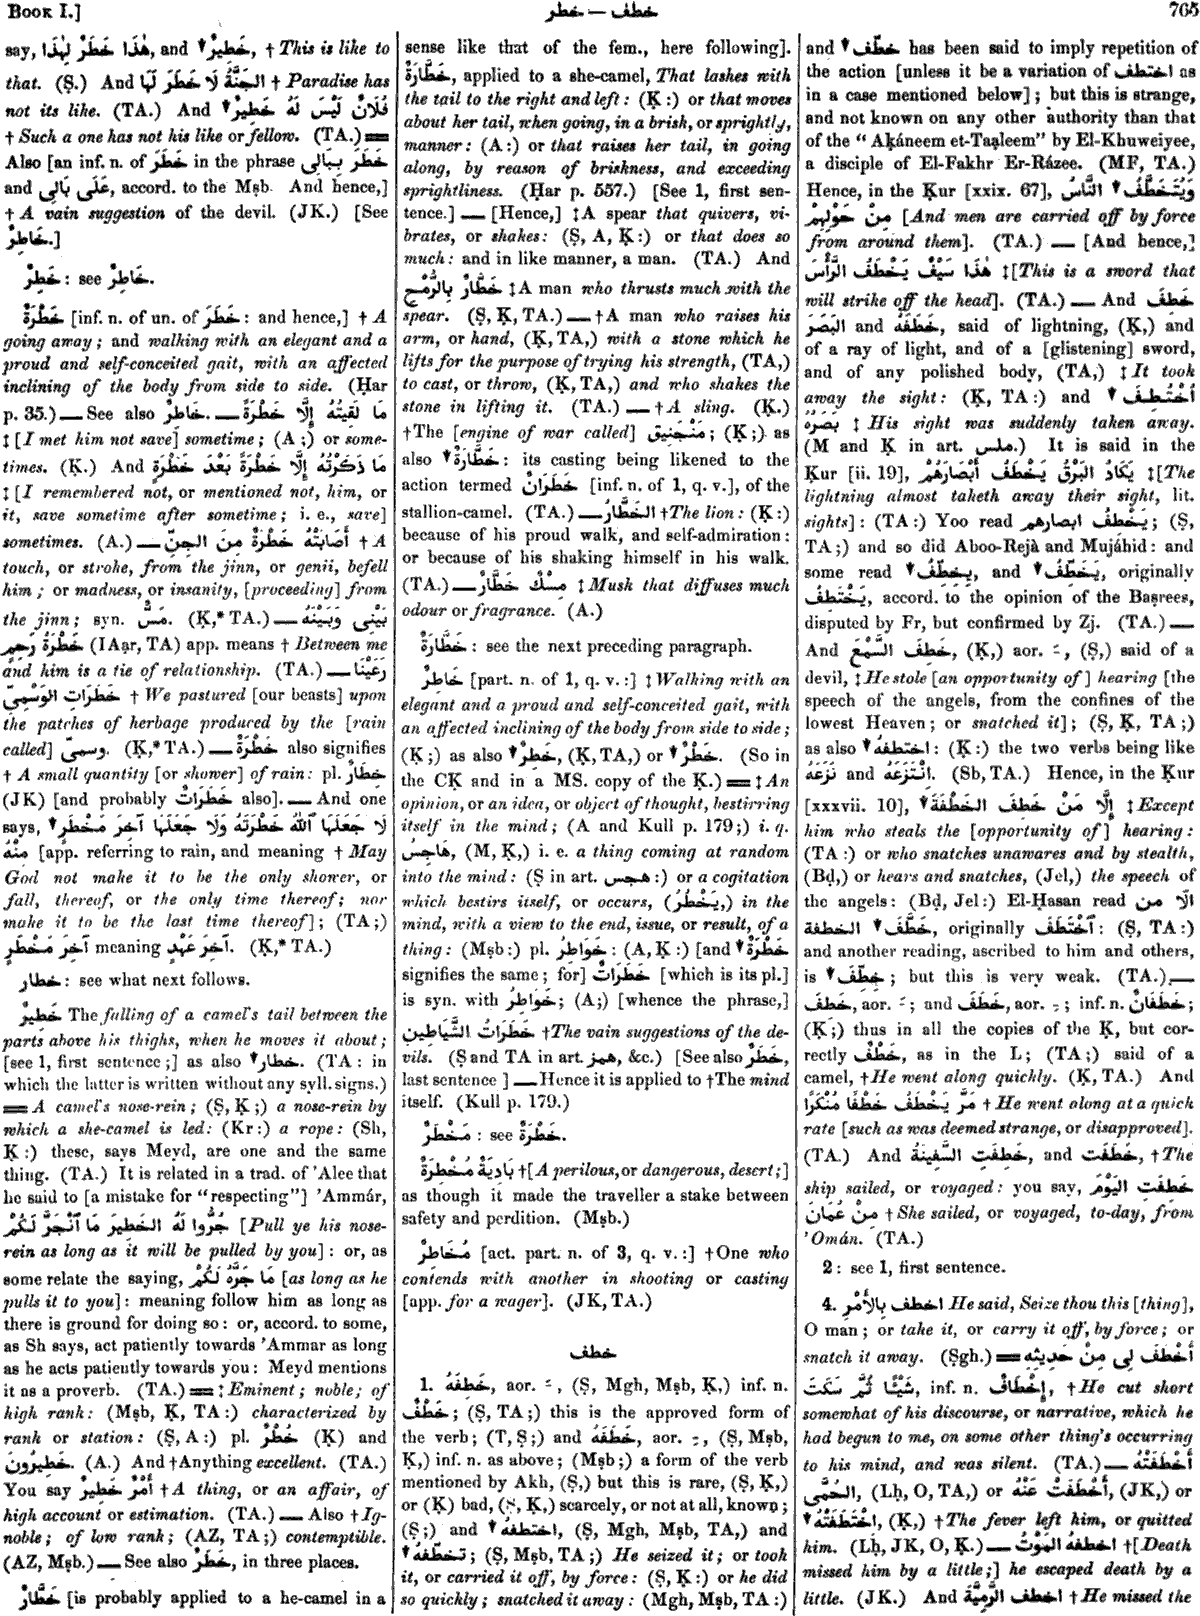 BOOK I.]
خطر — خطف
765
say, هٰذَا خَطَرٌ لِهٰذَا, and خَطِيرٌ, † This is like to
that. (Ṣ.) And الجَنَّةُ لَا خَطَرَ لَهَا † Paradise has
not its like. (TA.) And فُلَانٌ لَيْسَ لَهُ خَطِيرٌ
† Such a one has not his like or fellow. (TA.) ==
Also [an inf. n. of خَطَرَ in the phrase خَطَرَ بِبَالِى
and عَلَى بَالِى, accord. to the Mṣb. And hence,]
† A vain suggestion of the devil. (JK.) [See
خَاطِرٌ.]
خَطِرٌ : see خَاطِرٌ.
خَطْرَةٌ [inf. n. of un. of خَطَرَ : and hence,] † A
going away; and walking with an elegant and a
proud and self-conceited gait, with an affected
inclining of the body from side to side. (Ḥar
p. 35.) — See also خَاطِرٌ. — مَا لَقِيتُهُ إِلَّا خَطْرَةً
‡ [I met him not save] sometime; (A;) or some-
times. (Ḳ.) And مَا ذَكَرْتُهُ إِلَّا خَطْرَةً بَعْدَ خَطْرَةٍ
‡ [I remembered not, or mentioned not, him, or
it, save sometime after sometime; i. e., save]
sometimes. (A.) — أَصَابَتْهُ خَطْرَةٌ مِنَ الجِنِّ † A
touch, or stroke, from the jinn, or genii, befell
him; or madness, or insanity, [proceeding] from
the jinn; syn. مَسٌّ. (Ḳ,* TA.) — بَيْنِى وَبَيْنَهُ
خَطْرَةُ رَحِمٍ (IAạr, TA) app. means † Between me
and him is a tie of relationship. (TA.) — رَعَيْنَا
خَطَرَاتِ الوَسْمِىِّ † We pastured [our beasts] upon
the patches of herbage produced by the [rain
called] وسمىّ. (Ḳ,* TA.) — خَطْرَةٌ also signifies
† A small quantity [or shower] of rain: pl. خِطَارٌ
(JK) [and probably خَطَرَاتٌ also]. — And one
says, لَا جَعَلَهَا ٱللّٰهُ خَطْرَتَهُ وَلَا جَعَلَهَا آخِرَ مَخْطَرٍ
مِنْهُ [app. referring to rain, and meaning † May
God not make it to be the only shower, or
fall, thereof, or the only time thereof; nor
make it to be the last time thereof]; (TA;)
آخِرَ مَخْطَرٍ meaning آخِرَ عَهْدٍ. (Ḳ,* TA.)
خطار : see what next follows.
خَطِيرٌ The falling of a camel's tail between the
parts above his thighs, when he moves it about;
[see 1, first sentence;] as also خطار. (TA: in
which the latter is written without any syll. signs.)
== A camel's nose-rein; (Ṣ, Ḳ;) a nose-rein by
which a she-camel is led: (Kr:) a rope: (Sh,
Ḳ:) these, says Meyd, are one and the same
thing. (TA.) It is related in a trad. of 'Alee that
he said to [a mistake for "respecting"] 'Ammár,
جُرُّوا لَهُ الخَطِيرَ مَا ٱنْجَرَّ لَكُمْ [Pull ye his nose-
rein as long as it will be pulled by you]: or, as
some relate the saying, مَا جَرَّهُ لَكُمْ [as long as he
pulls it to you]: meaning follow him as long as
there is ground for doing so: or, accord. to some,
as Sh says, act patiently towards 'Ammar as long
as he acts patiently towards you: Meyd mentions
it as a proverb. (TA.) == ‡ Eminent; noble; of
high rank: (Mṣb, Ḳ, TA:) characterized by
rank or station: (Ṣ, A:) pl. خُطُرٌ (Ḳ) and
خَطِيرُونَ. (A.) And † Anything excellent. (TA.)
You say أَمْرٌ خَطِيرٌ † A thing, or an affair, of
high account or estimation. (TA.) — Also † Ig-
noble; of low rank; (AZ, TA;) contemptible.
(AZ, Mṣb.) — See also خَطَرٌ, in three places.
خَطَّارٌ [is probably applied to a he-camel in a
sense like that of the fem., here following].
خَطَّارَةٌ, applied to a she-camel, That lashes with
the tail to the right and left: (Ḳ:) or that moves
about her tail, when going, in a brisk, or sprightly,
manner: (A:) or that raises her tail, in going
along, by reason of briskness, and exceeding
sprightliness. (Ḥar p. 557.) [See 1, first sen-
tence.] — [Hence,] ‡ A spear that quivers, vi-
brates, or shakes: (Ṣ, A, Ḳ:) or that does so
much: and in like manner, a man. (TA.) And
خَطَّارٌ بِالرُّمْحِ ‡ A man who thrusts much with the
spear. (Ṣ, Ḳ, TA.) — † A man who raises his
arm, or hand, (Ḳ, TA,) with a stone which he
lifts for the purpose of trying his strength, (TA,)
to cast, or throw, (Ḳ, TA,) and who shakes the
stone in lifting it. (TA.) — † A sling. (Ḳ.)
† The [engine of war called] مَنْجَنِيق; (Ḳ;) as
also خَطَّارَةٌ : its casting being likened to the
action termed خَطَرَانٌ [inf. n. of 1, q. v.], of the
stallion-camel. (TA.) — الخَطَّارُ † The lion: (Ḳ:)
because of his proud walk, and self-admiration:
or because of his shaking himself in his walk.
(TA.) — مِسْكٌ خَطَّارٌ ‡ Musk that diffuses much
odour or fragrance. (A.)
خَطَّارَةٌ : see the next preceding paragraph.
خَاطِرٌ [part. n. of 1, q. v. :] ‡ Walking with an
elegant and a proud and self-conceited gait, with
an affected inclining of the body from side to side;
(Ḳ;) as also خَطِرٌ, (Ḳ, TA,) or خَطْرٌ. (So in
the CK and in a MS. copy of the Ḳ.) == ‡ An
opinion, or an idea, or object of thought, bestirring
itself in the mind; (A and Kull p. 179;) i. q.
هَاجِسٌ, (M, Ḳ,) i. e. a thing coming at random
into the mind: (Ṣ in art. هجس :) or a cogitation
which bestirs itself, or occurs, (يَخْطُرُ,) in the
mind, with a view to the end, issue, or result, of a
thing: (Mṣb:) pl. خَوَاطِرُ : (A, Ḳ:) [and خَطْرَةٌ
signifies the same; for] خَطَرَاتٌ [which is its pl.]
is syn. with خَوَاطِرُ; (A;) [whence the phrase,]
خَطَرَاتُ الشَّيَاطِينِ † The vain suggestions of the de-
vils. (Ṣ and TA in art. همز, &c.) [See also خَطَرٌ,
last sentence ] — Hence it is applied to † The mind
itself. (Kull p. 179.)
مَخْطَرٌ : see خَطْرَةٌ.
بَادِيَةٌ مُخْطِرَةٌ † [A perilous, or dangerous, desert;]
as though it made the traveller a stake between
safety and perdition. (Mṣb.)
مُخَاطِرٌ [act. part. n. of 3, q. v. :] † One who
contends with another in shooting or casting
[app. for a wager]. (JK, TA.)
خطف
1. خَطِفَهُ, aor. ـَ, (Ṣ, Mgh, Mṣb, Ḳ,) inf. n.
خَطْفٌ; (Ṣ, TA;) this is the approved form of
the verb; (T, Ṣ;) and خَطَفَهُ, aor. ـِ, (Ṣ, Mṣb,
Ḳ,) inf. n. as above; (Mṣb;) a form of the verb
mentioned by Akh, (Ṣ,) but this is rare, (Ṣ, Ḳ,)
or (Ḳ) bad, (Ṣ, Ḳ,) scarcely, or not at all, known;
(Ṣ;) and اختطفهُ, (Ṣ, Mgh, Mṣb, TA,) and
تخطّفهُ; (Ṣ, Mṣb, TA;) He seized it; or took
it, or carried it off, by force: (Ṣ, Ḳ:) or he did
so quickly; snatched it away: (Mgh, Mṣb, TA:)
and خطّف has been said to imply repetition of
the action [unless it be a variation of اختطف as
in a case mentioned below]; but this is strange,
and not known on any other authority than that
of the "Aḳáneem et-Taạleem" by El-Khuweiyee,
a disciple of El-Fakhr Er-Rázee. (MF, TA.)
Hence, in the Ḳur [xxix. 67], وَيُتَخَطَّفُ النَّاسُ
مِنْ حَوْلِهِمْ [And men are carried off by force
from around them]. (TA.) — [And hence,]
هٰذَا سَيْفٌ يَخْطَفُ الرَّأْسَ ‡ [This is a sword that
will strike off the head]. (TA.) — And خَطِفَ
البَصَرَ and خَطَفَهُ, said of lightning, (Ḳ,) and
of a ray of light, and of a [glistening] sword,
and of any polished body, (TA,) ‡ It took
away the sight: (Ḳ, TA:) and اُخْتُطِفَ
بَصَرُهُ ‡ His sight was suddenly taken away.
(M and Ḳ in art. ملس.) It is said in the
Ḳur [ii. 19], يَكَادُ البَرْقُ يَخْطَفُ أَبْصَارَهُمْ ‡ [The
lightning almost taketh away their sight, lit.
sights]: (TA:) Yoo read يَخْطِفُ ابصارهم; (Ṣ,
TA;) and so did Aboo-Rejà and Mujáhid: and
some read يَخَطِّفُ, and يِخِطِّفُ, originally
يَخْتَطِفُ, accord. to the opinion of the Baṣrees,
disputed by Fr, but confirmed by Zj. (TA.) —
And خَطِفَ السَّمْعَ, (Ḳ,) aor. ـَ, (Ṣ,) said of a
devil, ‡ He stole [an opportunity of] hearing [the
speech of the angels, from the confines of the
lowest Heaven; or snatched it]; (Ṣ, Ḳ, TA;)
as also اختطفهُ : (Ḳ:) the two verbs being like
نَزَعَهُ and اِنْتَزَعَهُ. (Sb, TA.) Hence, in the Ḳur
[xxxvii. 10], إِلَّا مَنْ خَطِفَ الخَطْفَةَ ‡ Except
him who steals the [opportunity of] hearing:
(TA:) or who snatches unawares and by stealth,
(Bḍ,) or hears and snatches, (Jel,) the speech of
the angels: (Bḍ, Jel:) El-Ḥasan read الّا من
خَطَّفَ الخطفة, originally اُخْتَطَفَ : (Ṣ, TA:)
and another reading, ascribed to him and others,
is خِطِّفَ; but this is very weak. (TA.) —
خَطِفَ, aor. ـَ; and خَطَفَ, aor. ـِ; inf. n. خَطَفَانٌ;
(Ḳ;) thus in all the copies of the Ḳ, but cor-
rectly خَطْفٌ, as in the L; (TA;) said of a
camel, † He went along quickly. (Ḳ, TA.) And
مَرَّ يَخْطَفُ خَطْفًا مُنْكَرًا † He went along at a quick
rate [such as was deemed strange, or disapproved].
(TA.) And خَطِفَتِ السَّفِينَةُ, and خَطَفَت, † The
ship sailed, or voyaged: you say, خَطِفَتِ اليَوْمَ
مِنْ عُمَانَ † She sailed, or voyaged, to-day, from
'Omán. (TA.)
2: see 1, first sentence.
4. اخطف بِالأَمْرِ He said, Seize thou this [thing],
O man; or take it, or carry it off, by force; or
snatch it away. (Ṣgh.) == أَخْطَفَ لِى مِنْ حَدِيثِهِ
شَيْئًا ثُمَّ سَكَتَ, inf. n. إِخْطَافٌ, † He cut short
somewhat of his discourse, or narrative, which he
had begun to me, on some other thing's occurring
to his mind, and was silent. (TA.) — أَخْطَفَتْهُ
الحُمَّى, (Lḥ, O, TA,) or أَخْطَفَتْ عَنْهُ, (JK,) or
اخْتَطَفَتْهُ, (Ḳ,) † The fever left him, or quitted
him. (Lḥ, JK, O, Ḳ.) — اخطفهُ المَوْتُ † [Death
missed him by a little;] he escaped death by a
little. (JK.) And اخطف الرَّمِيَّةَ † He missed the